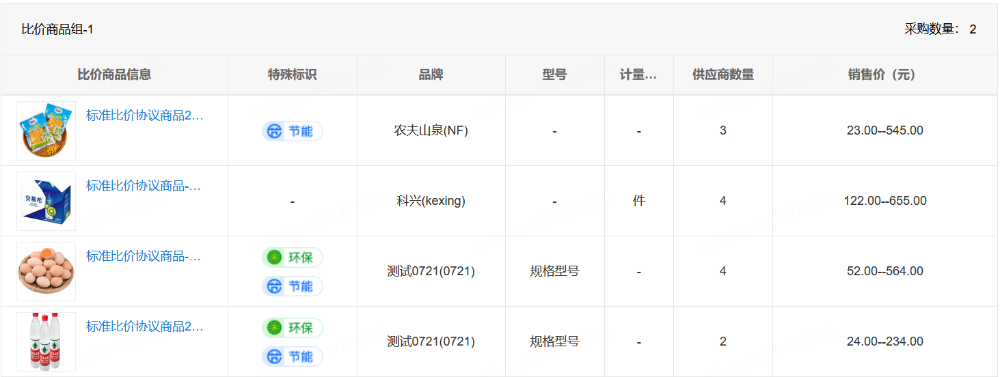 比价商品组-1
采购数量： 2
比价商品信息
特殊标识
品牌
型号
计量...
供应商数量
销售价（元）
标准比价协议商品2...
节能
农夫山泉(NF)
-
-
3
23.00--545.00
安慕希
标准比价协议商品-...
-
科兴(kexing)
-
件
4
122.00--655.00
标准比价协议商品-...
环保
节能
测试0721(0721)
规格型号
-
4
52.00--564.00
标准比价协议商品2...
环保
节能
测试0721(0721)
规格型号
-
2
24.00--234.00